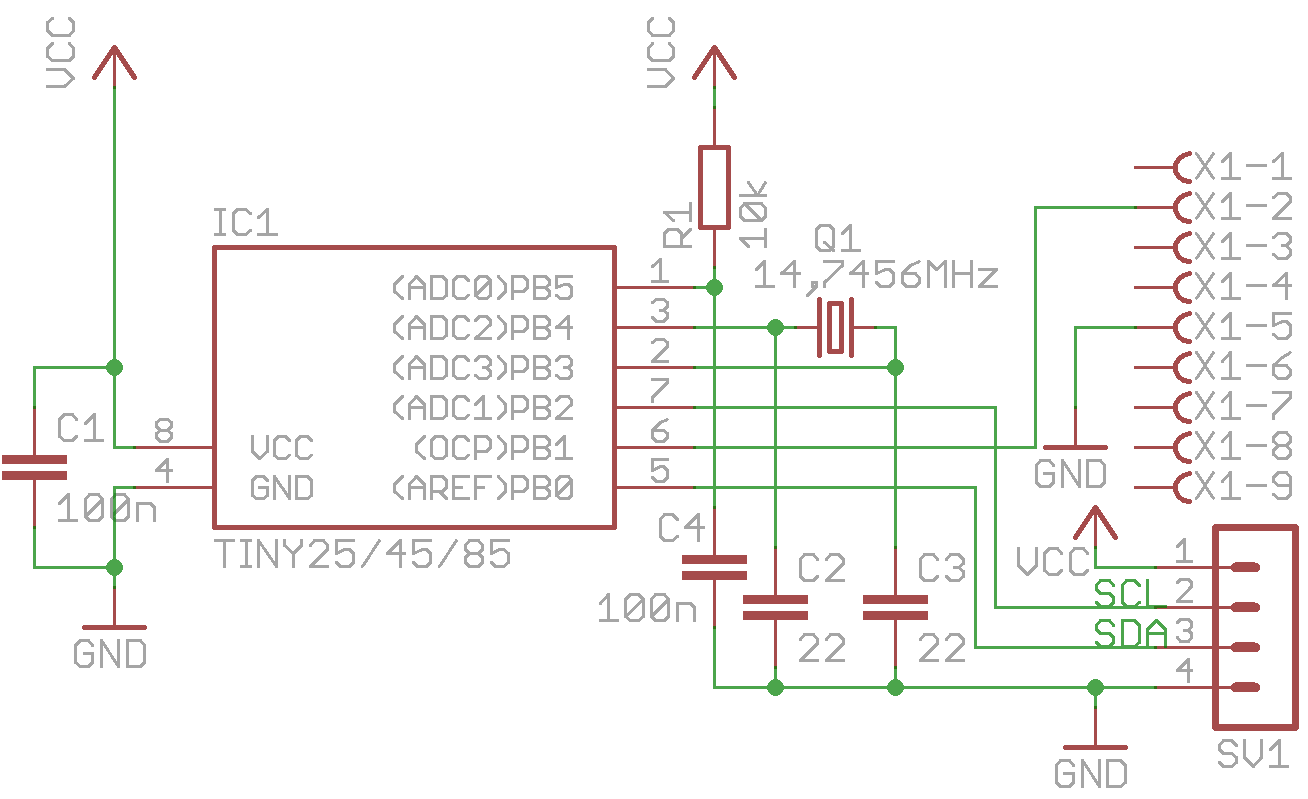 VCC
VCC
IC1
R1
10k
Q1
14,7456MHz
X1-1
X1-2
X1-3
X1-4
X1-5
X1-6
X1-7
X1-8
X1-9
(ADC0)PB5 1
(ADC2)PB4 3
(ADC3)PB3 2
(ADC1)PB2 7
(OCP)PB1 6
(AREF)PB0 5
8 VCC
4 GND
C1
100n
TINY25/45/85
GND
C4
100n
C2
22
C3
22
GND
VCC
1
SCL 2
SDA 3
4
SV1
GND